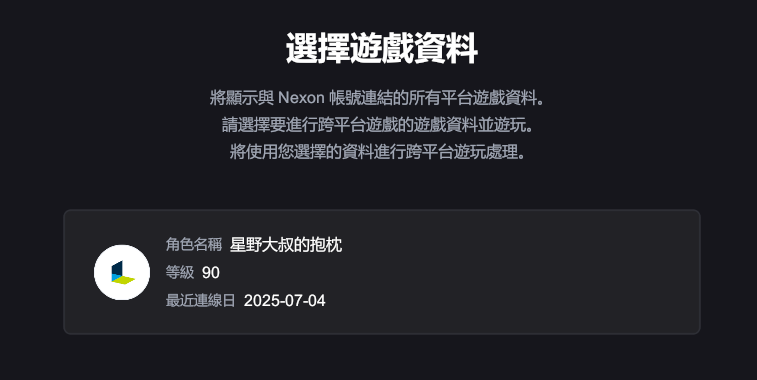 選擇遊戲資料
將顯示與 Nexon 帳號連結的所有平台遊戲資料。
請選擇要進行跨平台遊戲的遊戲資料並遊玩。
將使用您選擇的資料進行跨平台遊玩處理。
角色名稱 星野大叔的抱枕
等級 90
最近連線日 2025-07-04